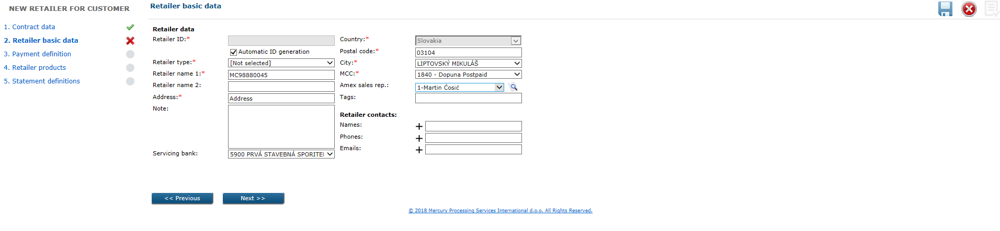 NEW RETAILER FOR CUSTOMER
1. Contract data
2. Retailer basic data
3. Payment definition
4. Retailer products
5. Statement definitions
Retailer basic data
Retailer data
Retailer ID:*
Automatic ID generation
Retailer type:* [Not selected]
Retailer name 1:* MC98880045
Retailer name 2:
Address:* Address
Note:
Servicing bank: 5900 PRVÁ STAVEBNÁ SPORITEI
Country:* Slovakia
Postal code:* 03104
City:* LIPTOVSKÝ MIKULÁŠ
MCC:* 1840 - Dopuna Postpaid
Amex sales rep.: 1-Martin Ćosić
Tags:
Retailer contacts:
Names:
Phones:
Emails:
<< Previous
Next >>
© 2018 Mercury Processing Services International d.o.o. All Rights Reserved.